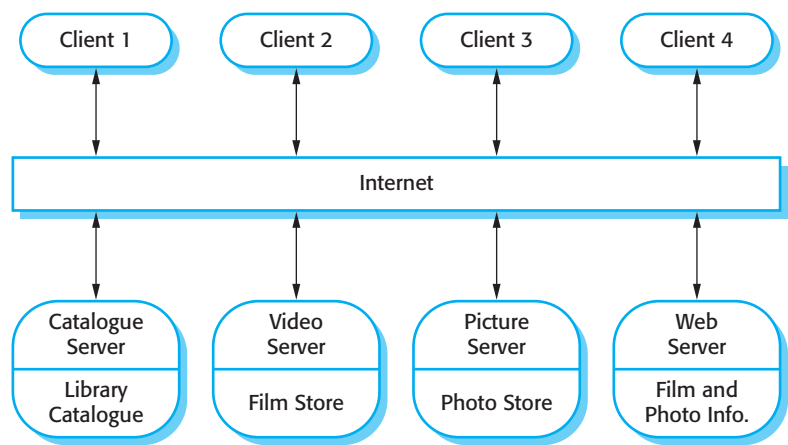 Client 1
Client 2
Client 3
Client 4
Internet
Catalogue
Server
Library
Catalogue
Video
Server
Film Store
Picture
Server
Photo Store
Web
Server
Film and
Photo Info.